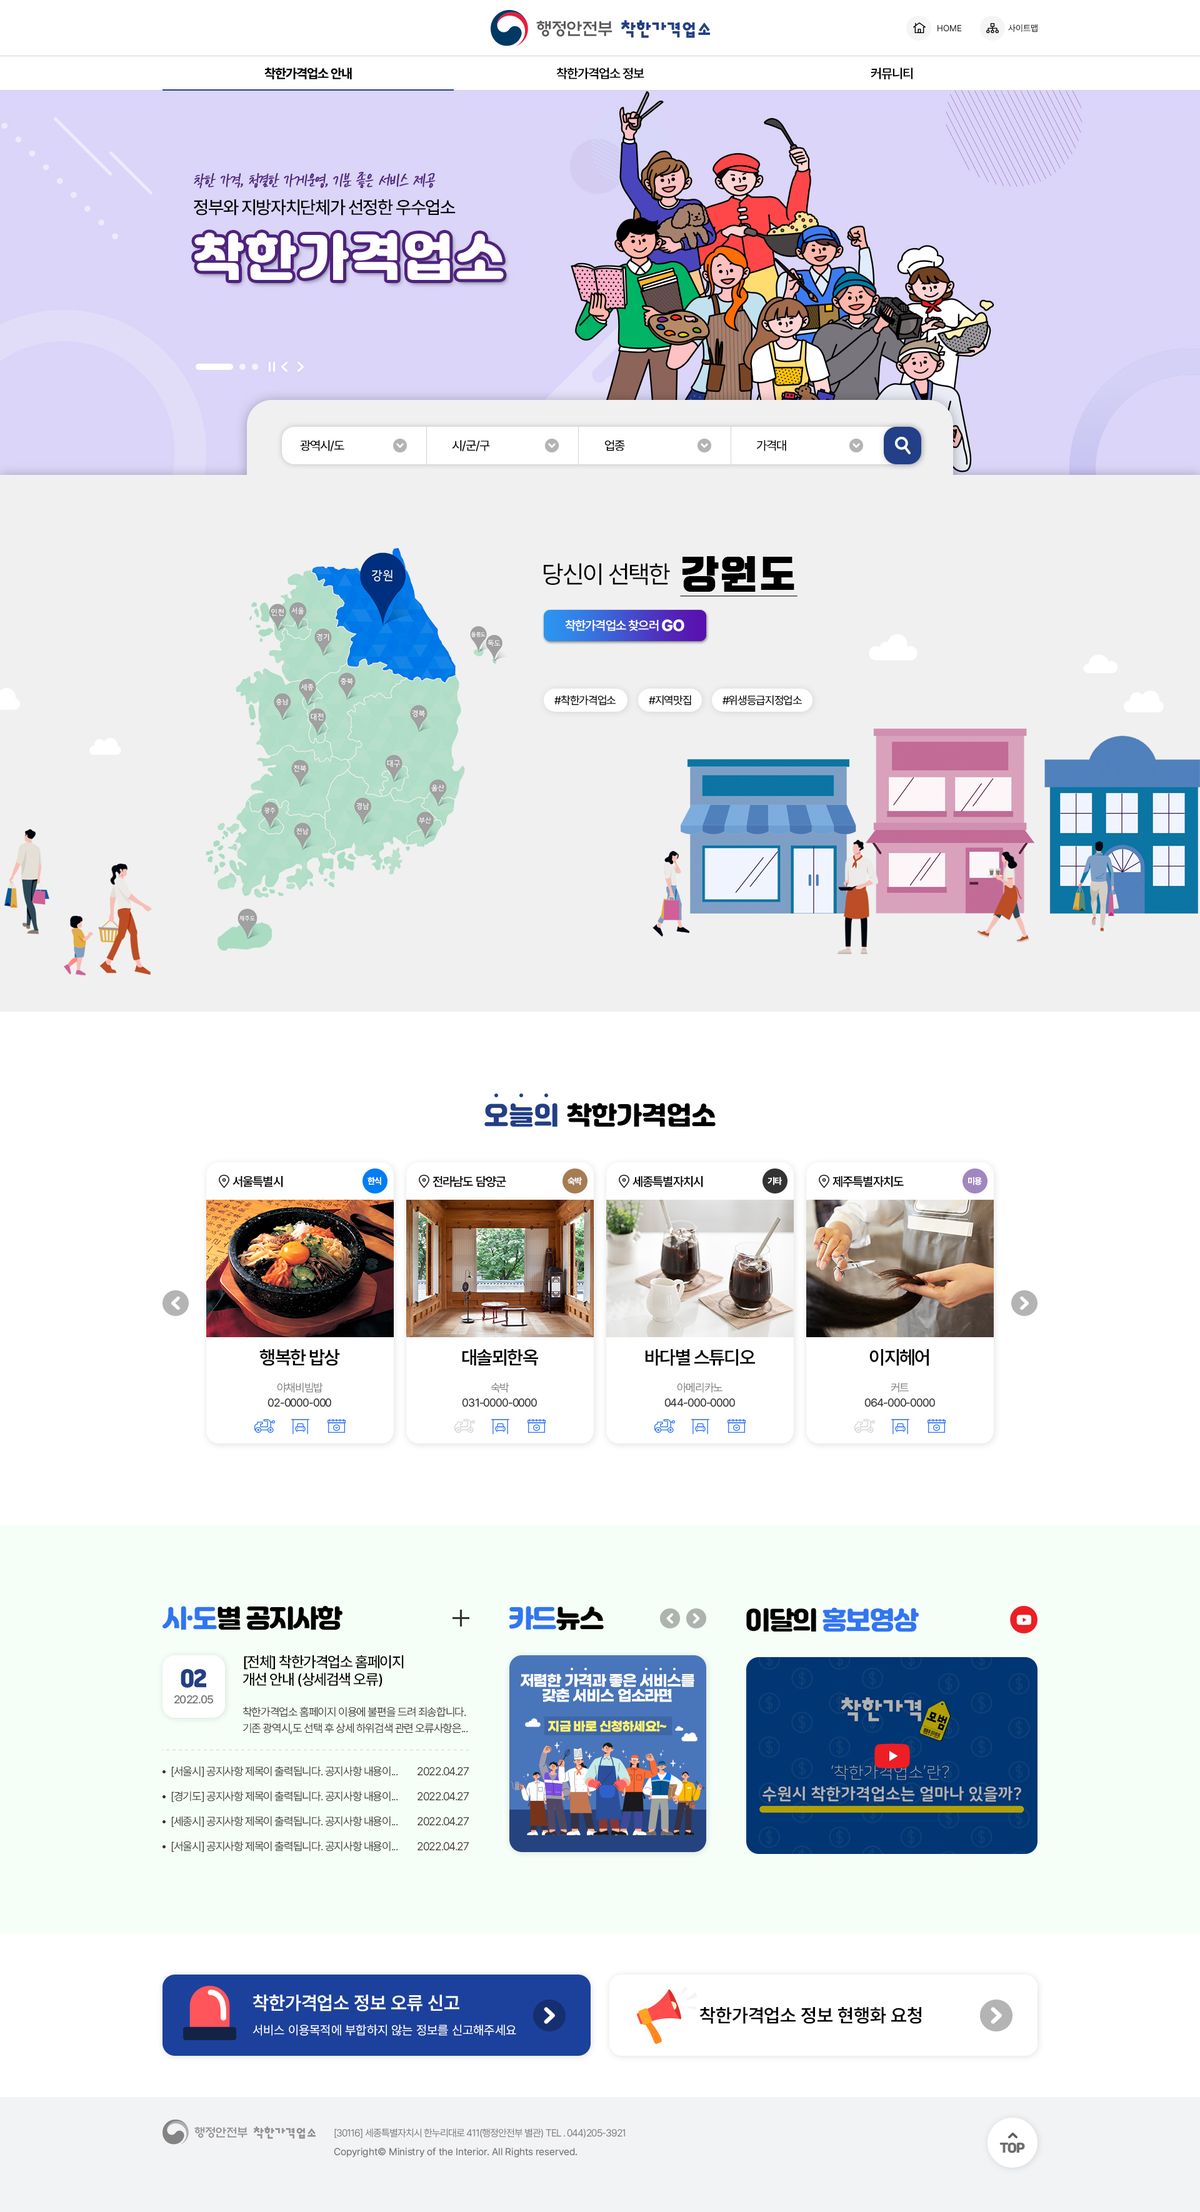 행정안전부 착한가격업소
HOME
사이트맵
착한가격업소 안내
착한가격업소 정보
커뮤니티
착한 가격, 청결한 가게운영, 기분 좋은 서비스 제공
정부와 지방자치단체가 선정한 우수업소
착한가격업소
광역시/도
시/군/구
업종
가격대
당신이 선택한 강원도
착한가격업소 찾으러 GO
#착한가격업소
#지역맛집
#위생등급지정업소
강원
인천
서울
경기
울릉도
독도
세종
충북
충남
대전
경북
전북
대구
울산
광주
경남
부산
전남
제주도
오늘의 착한가격업소
서울특별시
한식
행복한 밥상
야채비빔밥
02-0000-000
전라남도 담양군
숙박
대솔뫼한옥
숙박
031-0000-0000
세종특별자치시
기타
바다별 스튜디오
아메리카노
044-000-0000
제주특별자치도
미용
이지헤어
커트
064-000-0000
시·도별 공지사항
02
2022.05
[전체] 착한가격업소 홈페이지
개선 안내 (상세검색 오류)
착한가격업소 홈페이지 이용에 불편을 드려 죄송합니다.
기존 광역시,도 선택 후 상세 하위검색 관련 오류사항은...
• [서울시] 공지사항 제목이 출력됩니다. 공지사항 내용이... 2022.04.27
• [경기도] 공지사항 제목이 출력됩니다. 공지사항 내용이... 2022.04.27
• [세종시] 공지사항 제목이 출력됩니다. 공지사항 내용이... 2022.04.27
• [서울시] 공지사항 제목이 출력됩니다. 공지사항 내용이... 2022.04.27
카드뉴스
저렴한 가격과 좋은 서비스를
갖춘 서비스 업소라면
지금 바로 신청하세요!~
이달의 홍보영상
착한가격
모범
'착한가격업소'란?
수원시 착한가격업소는 얼마나 있을까?
착한가격업소 정보 오류 신고
서비스 이용목적에 부합하지 않는 정보를 신고해주세요
착한가격업소 정보 현행화 요청
행정안전부 착한가격업소
[30116] 세종특별자치시 한누리대로 411(행정안전부 별관) TEL . 044)205-3921
Copyright© Ministry of the Interior. All Rights reserved.
TOP